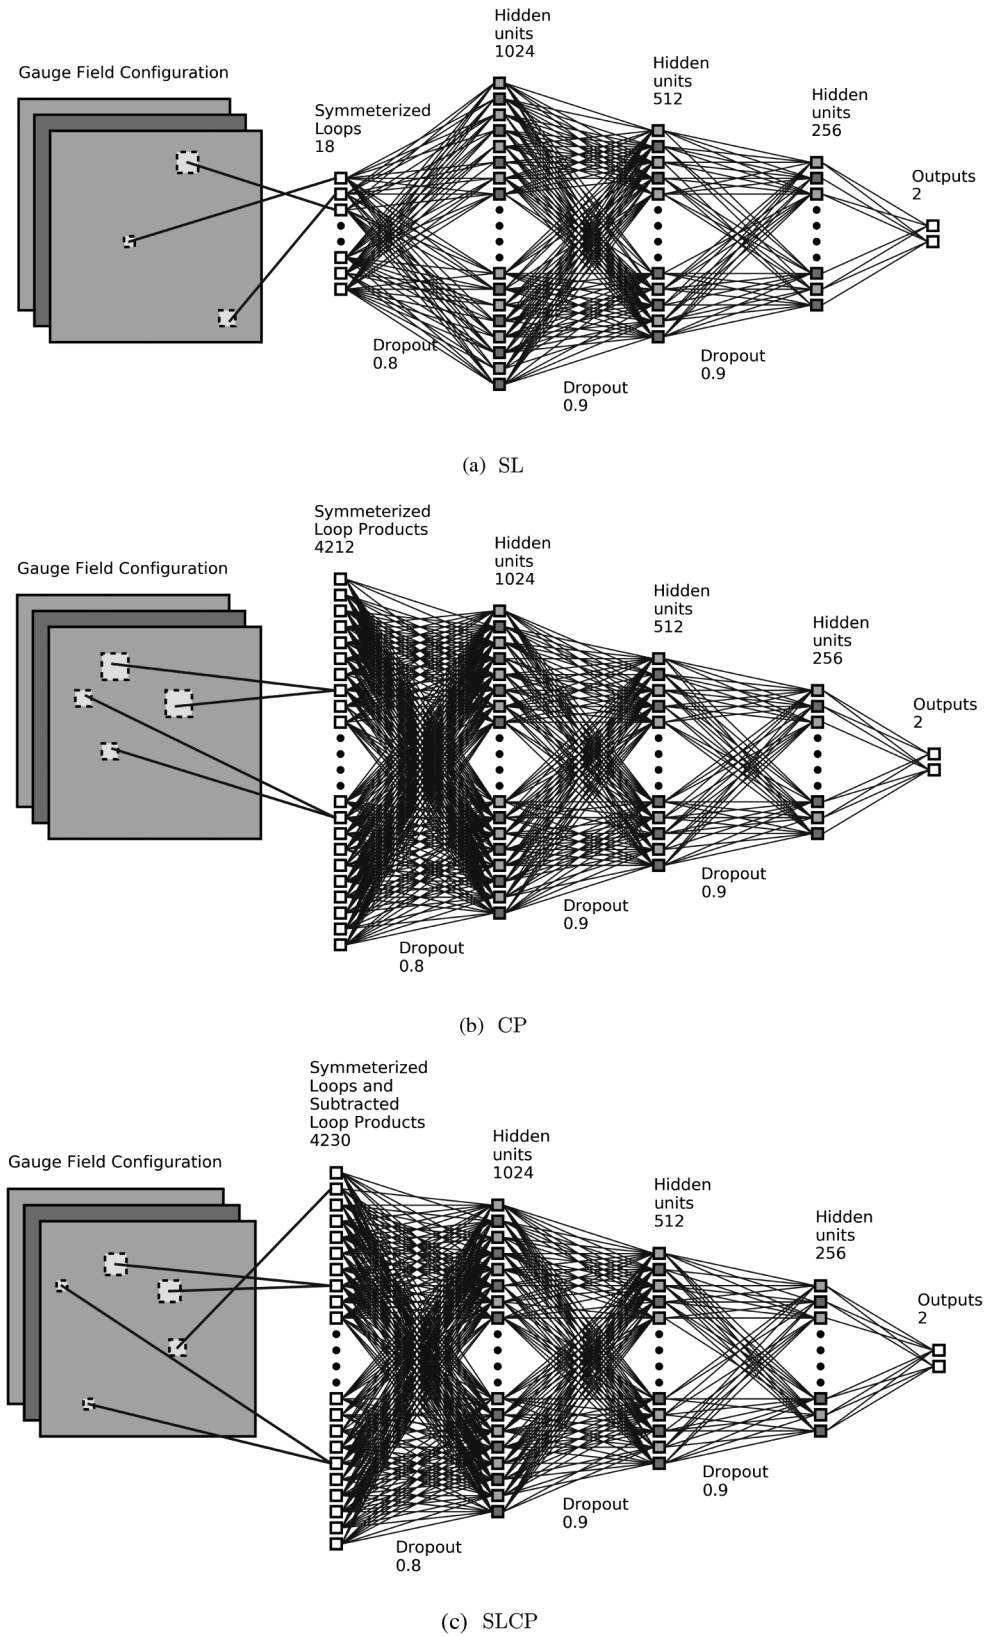 Hidden
units
1024
Gauge Field Configuration
Hidden
units
512
Hidden
units
256
Symmeterized
Loops
18
Outputs
2
Dropout
0.8
Dropout
0.9
Dropout
0.9
(a) SL
Symmeterized
Loop Products
4212
Hidden
units
1024
Gauge Field Configuration
Hidden
units
512
Hidden
units
256
Outputs
2
Dropout
0.8
Dropout
0.9
Dropout
0.9
(b) CP
Symmeterized
Loops and
Subtracted
Loop Products
4230
Hidden
units
1024
Gauge Field Configuration
Hidden
units
512
Hidden
units
256
Outputs
2
Dropout
0.8
Dropout
0.9
Dropout
0.9
(c) SLCP